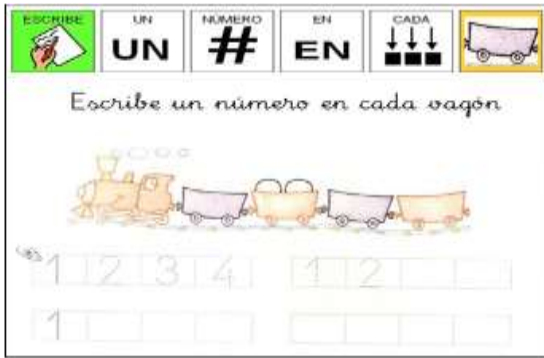 ESCRIBE UN NÚMERO EN CADA
UN # EN
Escribe un número en cada vagón
1 2 3 4 1 2
1